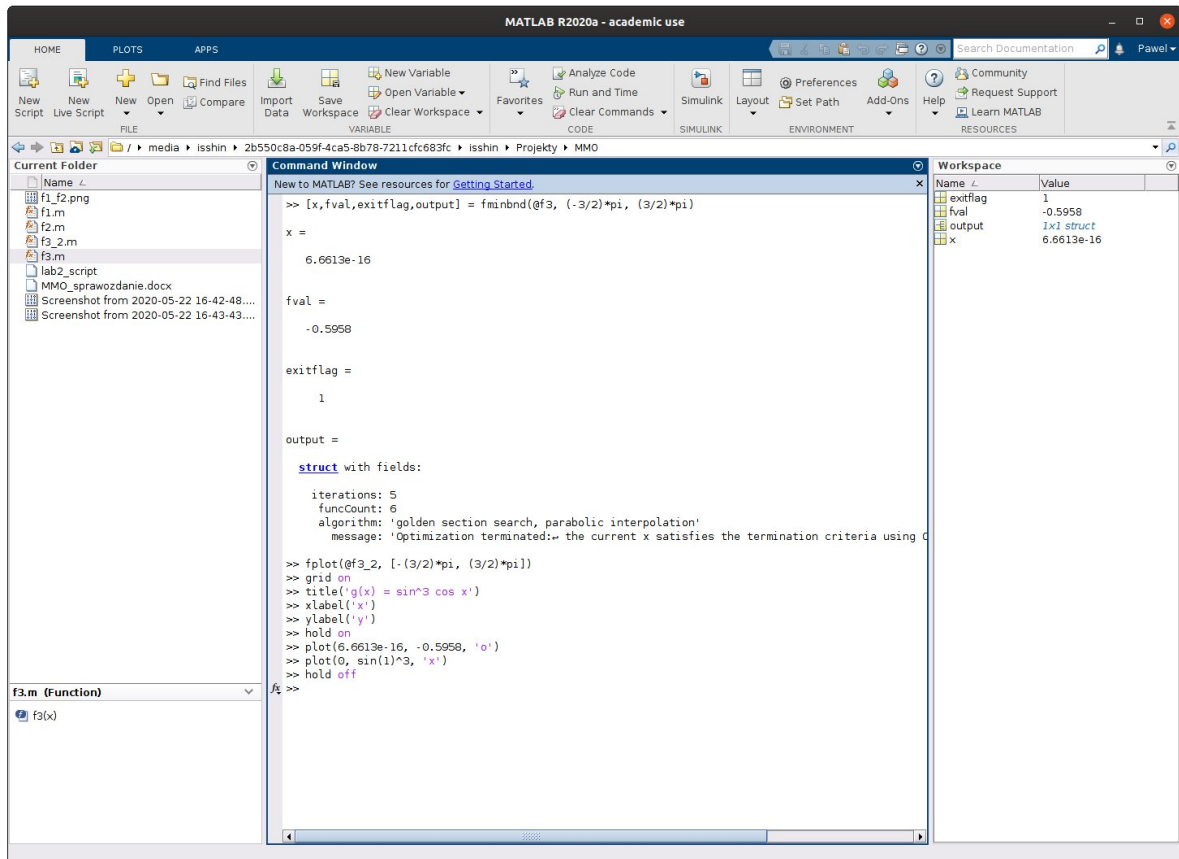 MATLAB R2020a - academic use
HOME PLOTS APPS
Search Documentation
Pawel
New Script
New Live Script
New
Open
Find Files
Compare
FILE
Import Data
Save Workspace
New Variable
Open Variable
Clear Workspace
VARIABLE
Favorites
Analyze Code
Run and Time
Clear Commands
CODE
Simulink
SIMULINK
Layout
Preferences
Set Path
Add-Ons
ENVIRONMENT
Help
Community
Request Support
Learn MATLAB
RESOURCES
/ media isshin 2b550c8a-059f-4ca5-8b78-7211cfc683fc isshin Projekty MMO
Current Folder
Name
f1_f2.png
f1.m
f2.m
f3_2.m
f3.m
lab2_script
MMO_sprawozdanie.docx
Screenshot from 2020-05-22 16-42-48....
Screenshot from 2020-05-22 16-43-43....
f3.m (Function)
f3(x)
Command Window
New to MATLAB? See resources for Getting Started.
>> [x,fval,exitflag,output] = fminbnd(@f3, (-3/2)*pi, (3/2)*pi)
x =
6.6613e-16
fval =
-0.5958
exitflag =
1
output =
struct with fields:
iterations: 5
funcCount: 6
algorithm: 'golden section search, parabolic interpolation'
message: 'Optimization terminated:↵ the current x satisfies the termination criteria using O
>> fplot(@f3_2, [-(3/2)*pi, (3/2)*pi])
>> grid on
>> title('g(x) = sin^3 cos x')
>> xlabel('x')
>> ylabel('y')
>> hold on
>> plot(6.6613e-16, -0.5958, 'o')
>> plot(0, sin(1)^3, 'x')
>> hold off
fx >>
Workspace
Name Value
exitflag 1
fval -0.5958
output 1x1 struct
x 6.6613e-16